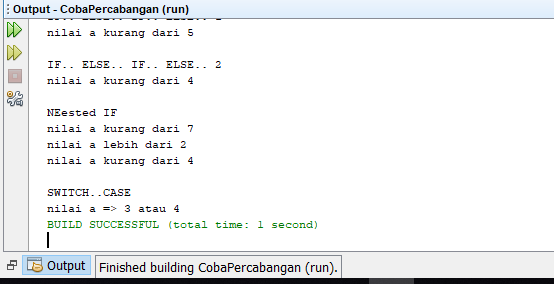 Output - CobaPercabangan (run)
nilai a kurang dari 5
IF.. ELSE.. IF.. ELSE.. 2
nilai a kurang dari 4
NEested IF
nilai a kurang dari 7
nilai a lebih dari 2
nilai a kurang dari 4
SWITCH..CASE
nilai a => 3 atau 4
BUILD SUCCESSFUL (total time: 1 second)
Output
Finished building CobaPercabangan (run).